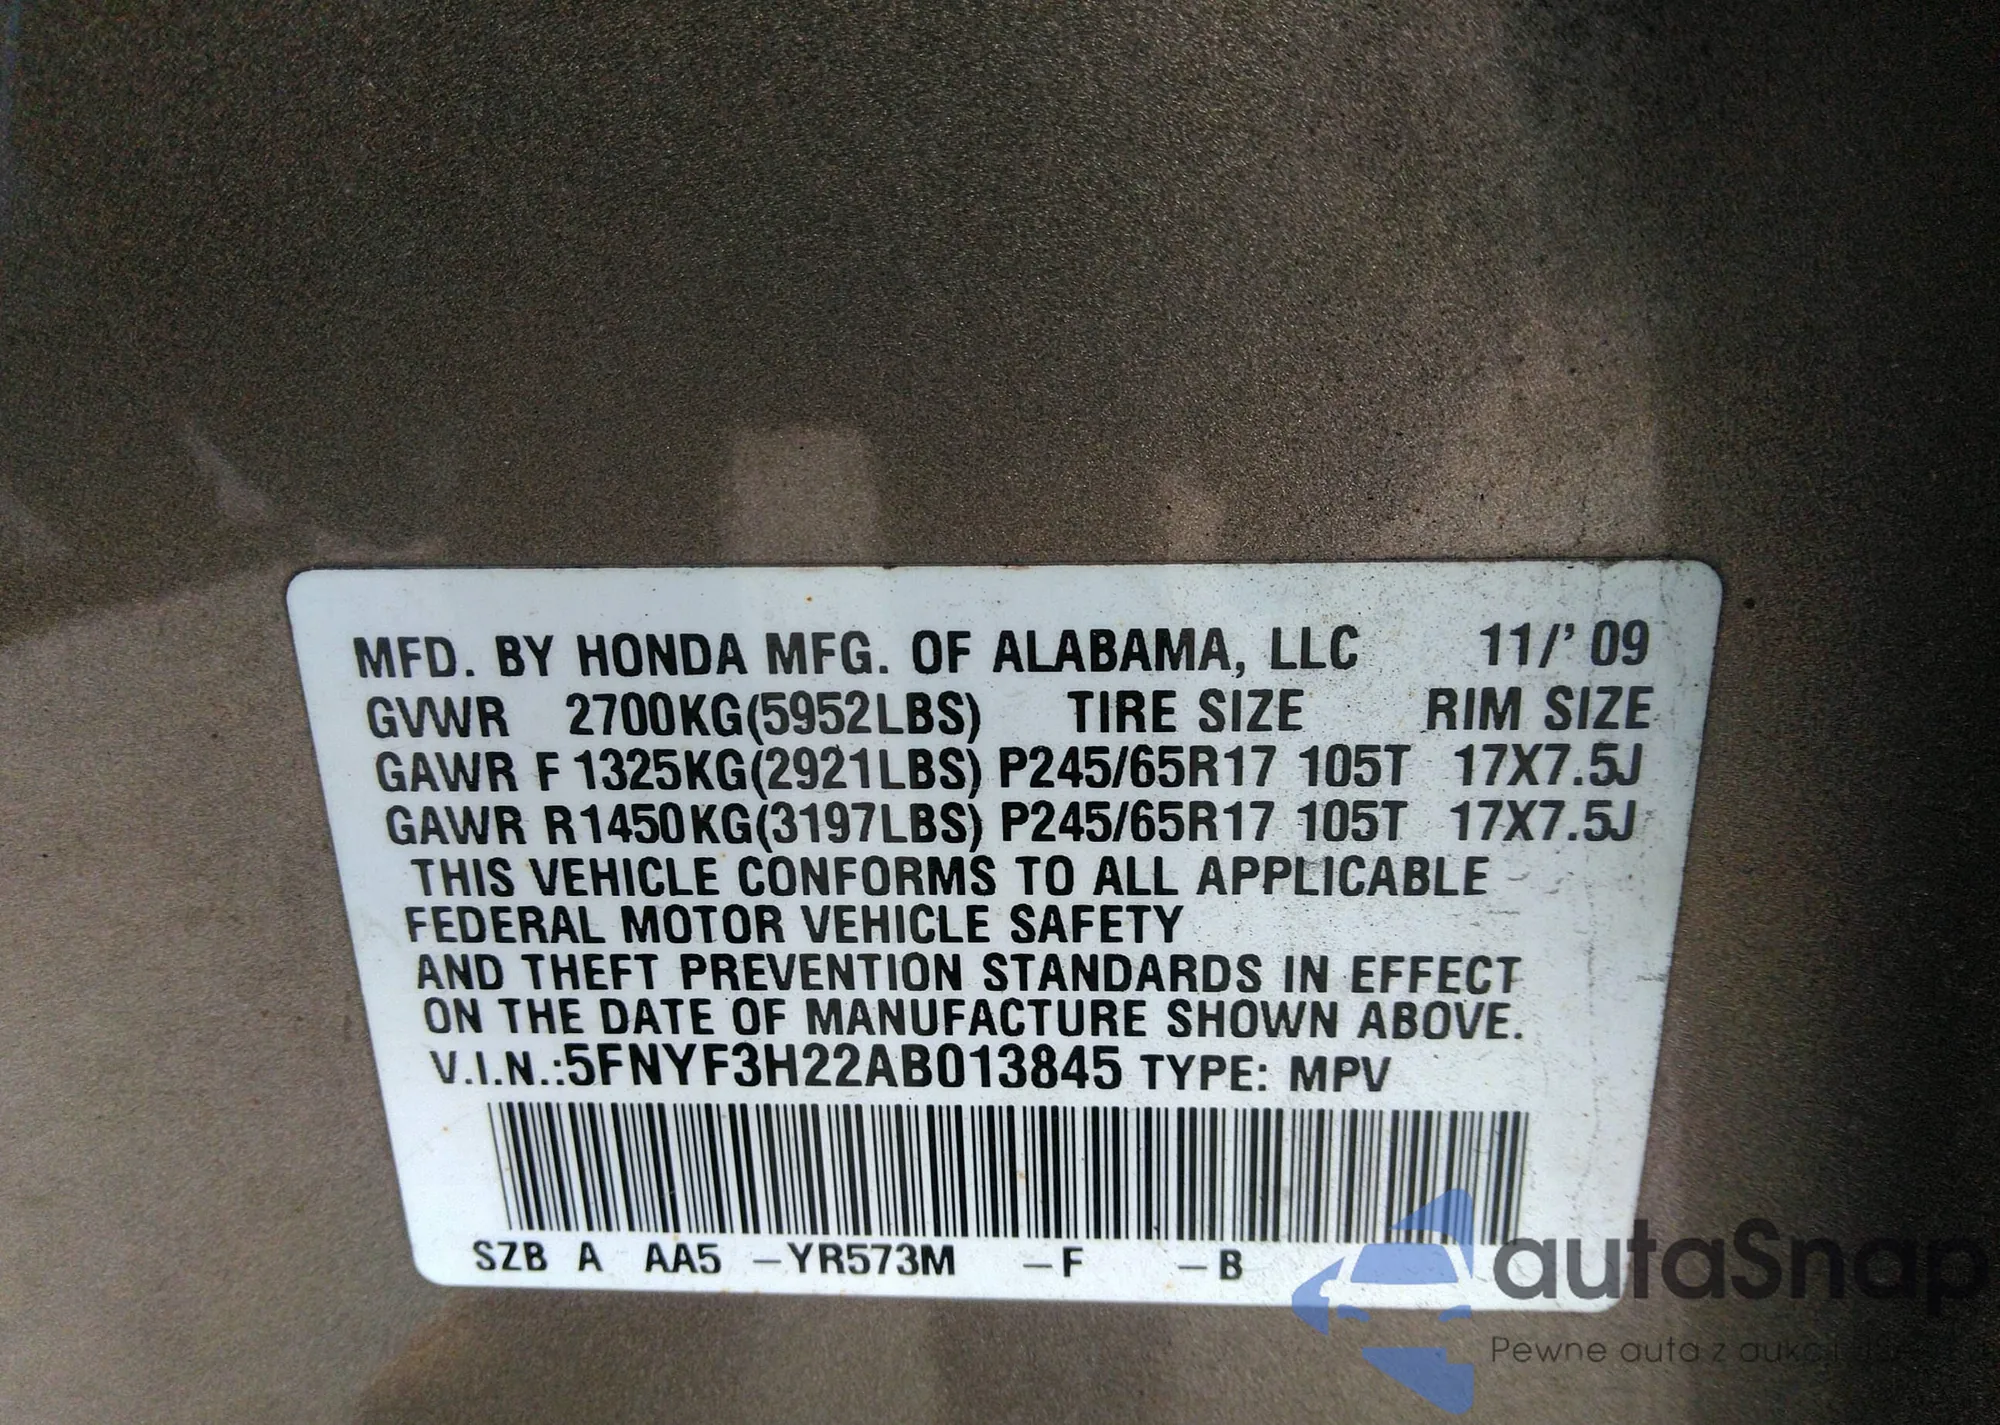 MFD. BY HONDA MFG. OF ALABAMA, LLC 11/'09
GVWR 2700KG(5952LBS) TIRE SIZE RIM SIZE
GAWR F 1325KG(2921LBS) P245/65R17 105T 17X7.5J
GAWR R1450KG(3197LBS) P245/65R17 105T 17X7.5J
THIS VEHICLE CONFORMS TO ALL APPLICABLE
FEDERAL MOTOR VEHICLE SAFETY
AND THEFT PREVENTION STANDARDS IN EFFECT
ON THE DATE OF MANUFACTURE SHOWN ABOVE.
V.I.N.:5FNYF3H22AB013845 TYPE: MPV
SZB A AA5 -YR573M -F -B
autaSnap
Pewne auta z